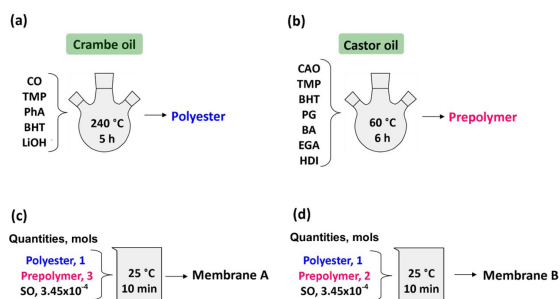 (a)
Crambe oil
CO
TMP
PhA
BHT
LiOH
240 °C
5 h
Polyester
(b)
Castor oil
CAO
TMP
BHT
PG
BA
EGA
HDI
60 °C
6 h
Prepolymer
(c)
Quantities, mols
Polyester, 1
Prepolymer, 3
SO, 3.45x10⁻⁴
25 °C
10 min
Membrane A
(d)
Quantities, mols
Polyester, 1
Prepolymer, 2
SO, 3.45x10⁻⁴
25 °C
10 min
Membrane B